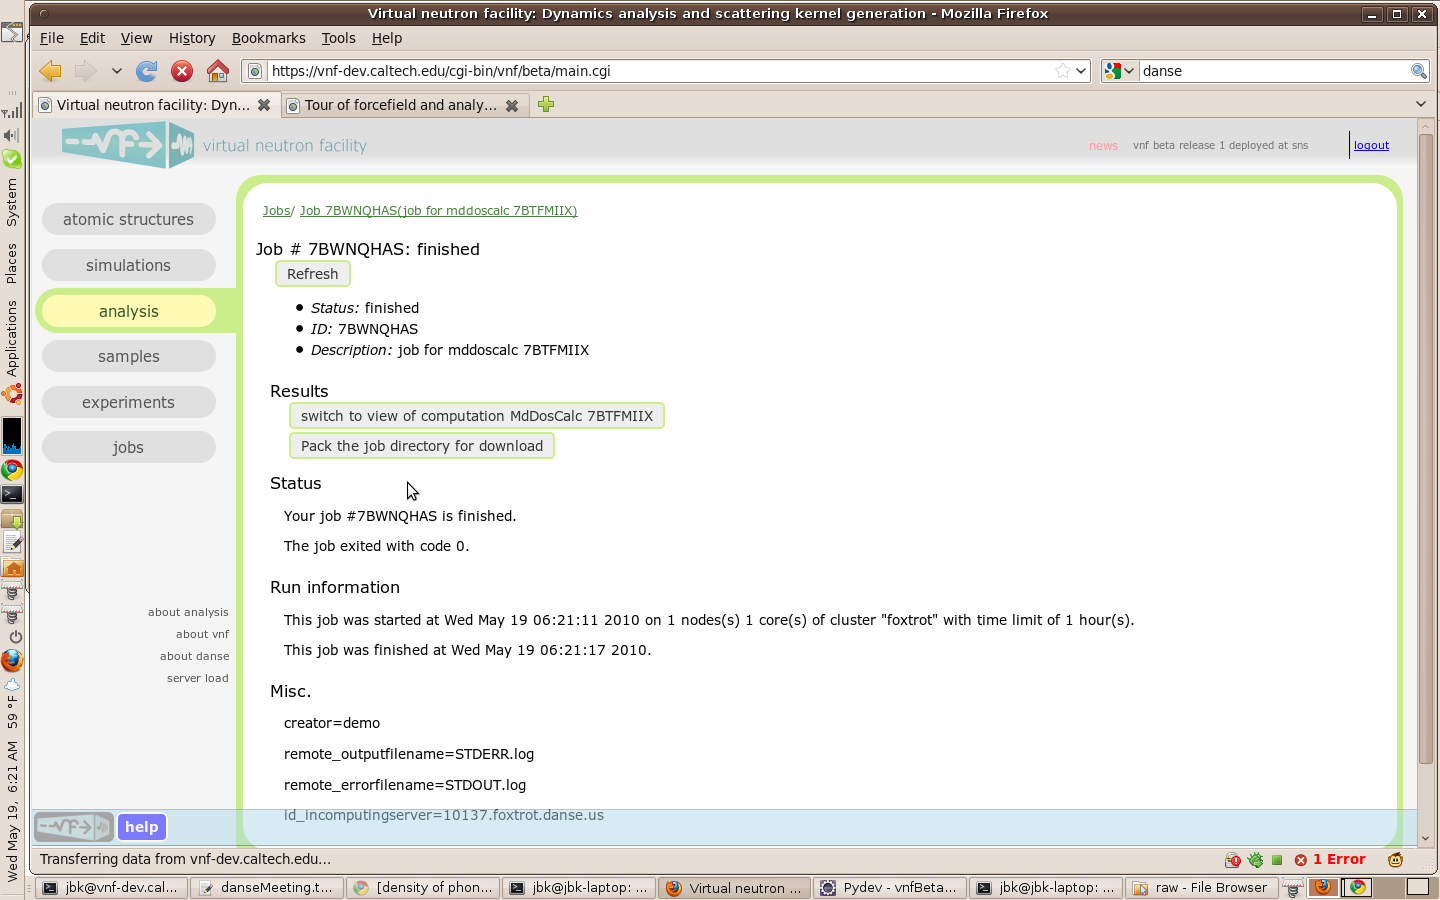 Virtual neutron facility: Dynamics analysis and scattering kernel generation - Mozilla Firefox
File Edit View History Bookmarks Tools Help
https://vnf-dev.caltech.edu/cgi-bin/vnf/beta/main.cgi
danse
Virtual neutron facility: Dyn...
Tour of forcefield and analy...
virtual neutron facility
news vnf beta release 1 deployed at sns logout
atomic structures
simulations
analysis
samples
experiments
jobs
about analysis
about vnf
about danse
server load
Jobs/ Job 7BWNQHAS(job for mddoscalc 7BTFMIIX)
Job # 7BWNQHAS: finished
Refresh
Status: finished
ID: 7BWNQHAS
Description: job for mddoscalc 7BTFMIIX
Results
switch to view of computation MdDosCalc 7BTFMIIX
Pack the job directory for download
Status
Your job #7BWNQHAS is finished.
The job exited with code 0.
Run information
This job was started at Wed May 19 06:21:11 2010 on 1 nodes(s) 1 core(s) of cluster "foxtrot" with time limit of 1 hour(s).
This job was finished at Wed May 19 06:21:17 2010.
Misc.
creator=demo
remote_outputfilename=STDERR.log
remote_errorfilename=STDOUT.log
id_incomputingserver=10137.foxtrot.danse.us
help
Transferring data from vnf-dev.caltech.edu...
1 Error
Applications Places System
Wed May 19, 6:21 AM 59 °F
jbk@vnf-dev.cal...
danseMeeting.t...
[density of phon...
jbk@jbk-laptop: ...
Virtual neutron ...
Pydev - vnfBeta...
jbk@jbk-laptop: ...
raw - File Browser